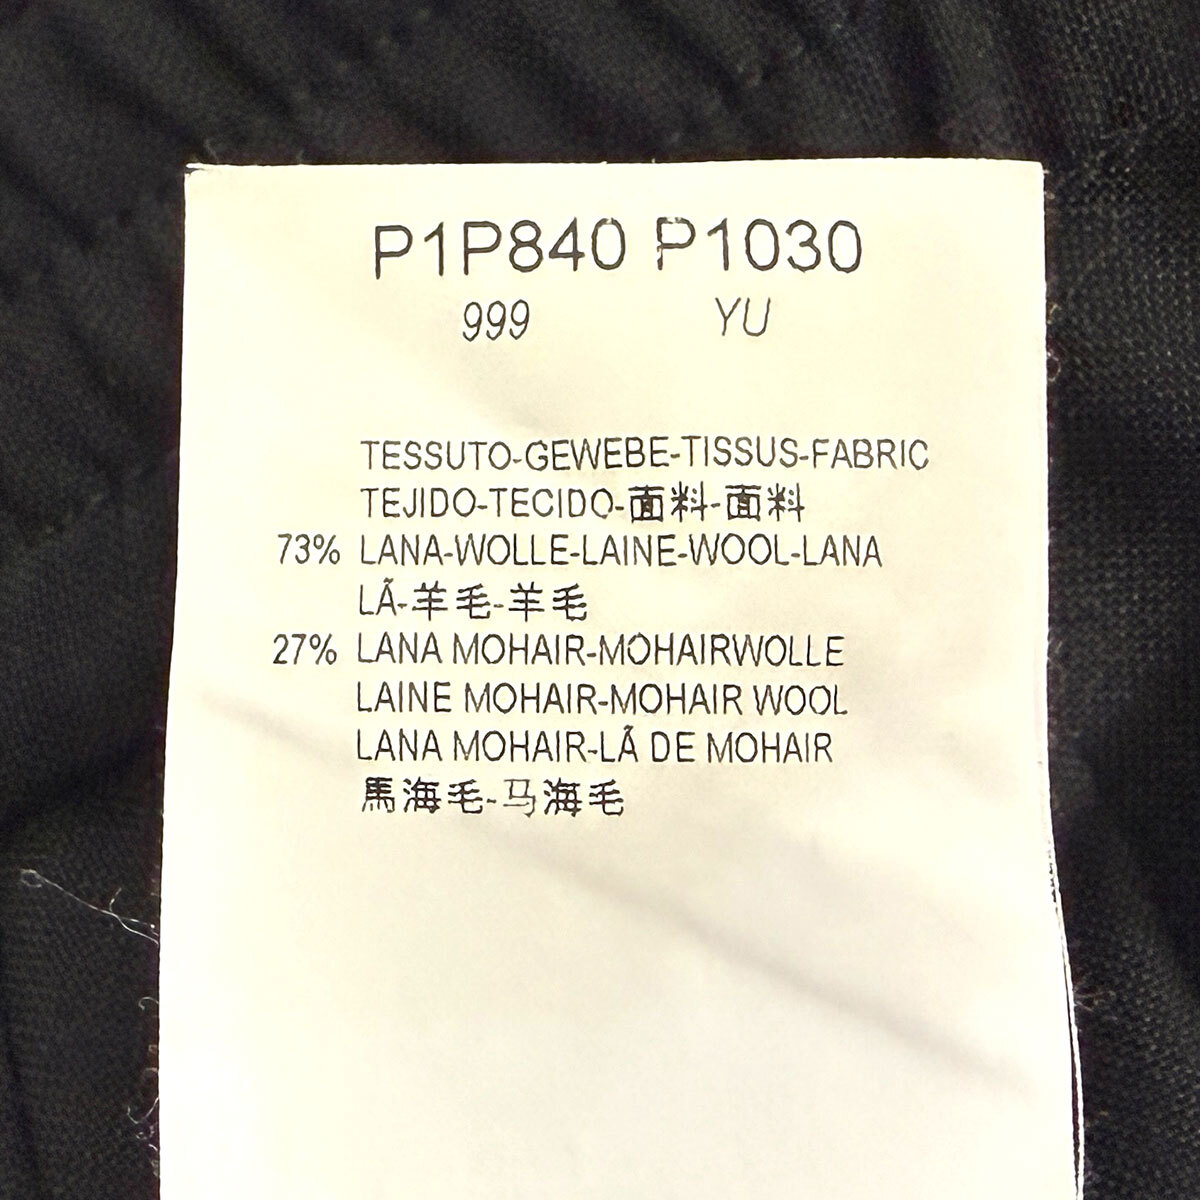 P1P840 P1030
999 YU
TESSUTO-GEWEBE-TISSUS-FABRIC
TEJIDO-TECIDO-面料-面料
73% LANA-WOLLE-LAINE-WOOL-LANA
LÃ-羊毛-羊毛
27% LANA MOHAIR-MOHAIRWOLLE
LAINE MOHAIR-MOHAIR WOOL
LANA MOHAIR-LÃ DE MOHAIR
馬海毛-马海毛